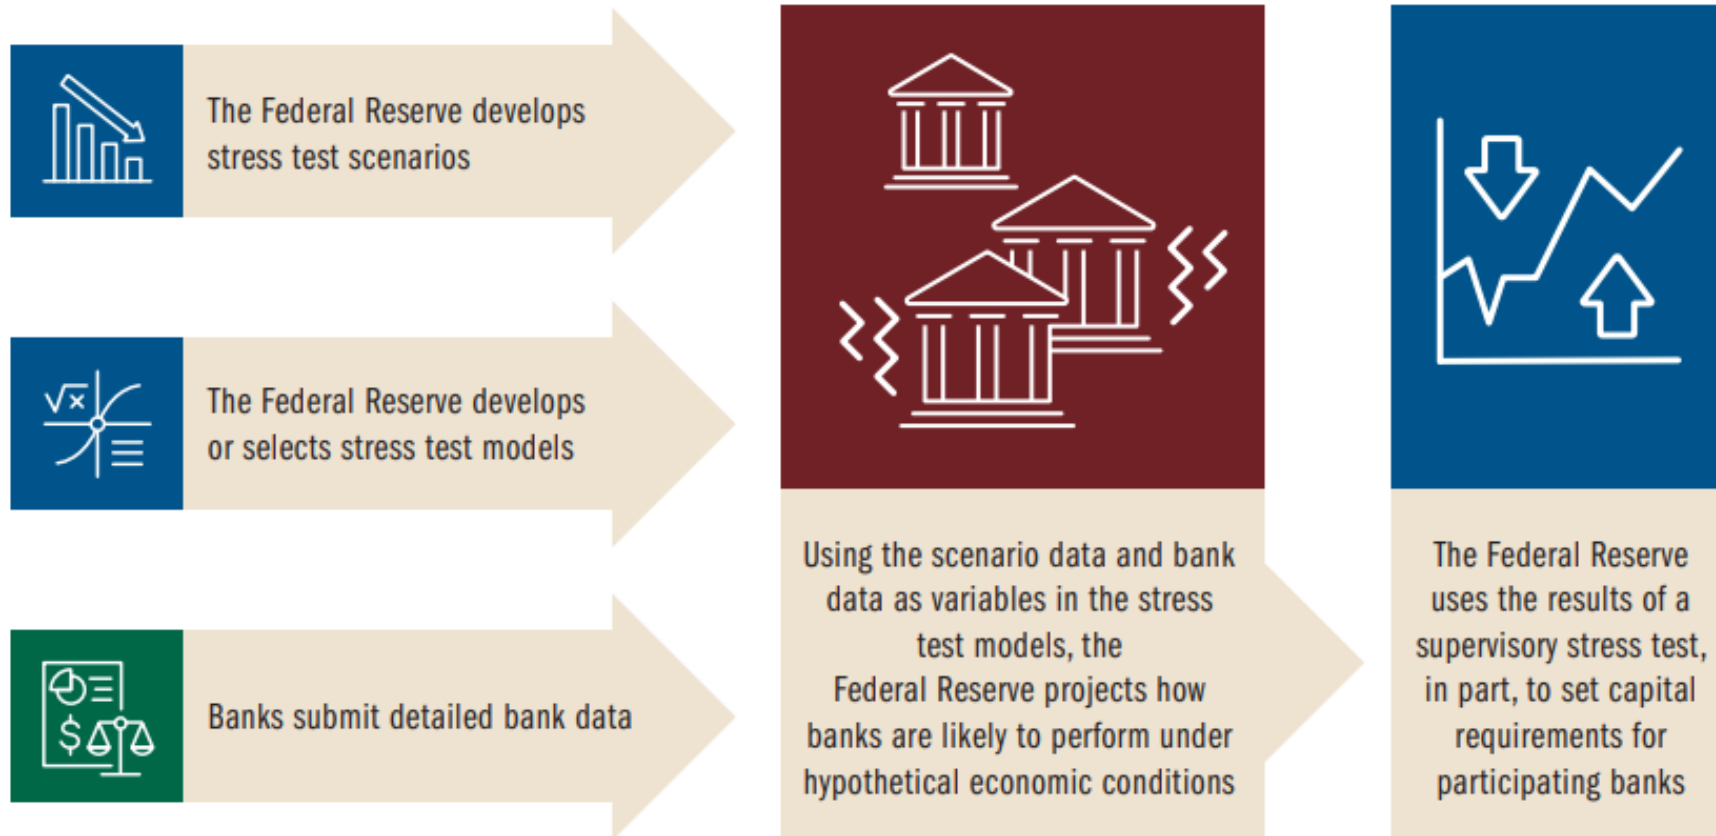 The Federal Reserve develops
stress test scenarios
√x
The Federal Reserve develops
or selects stress test models
$
Banks submit detailed bank data
Using the scenario data and bank
data as variables in the stress
test models, the
Federal Reserve projects how
banks are likely to perform under
hypothetical economic conditions
The Federal Reserve
uses the results of a
supervisory stress test,
in part, to set capital
requirements for
participating banks